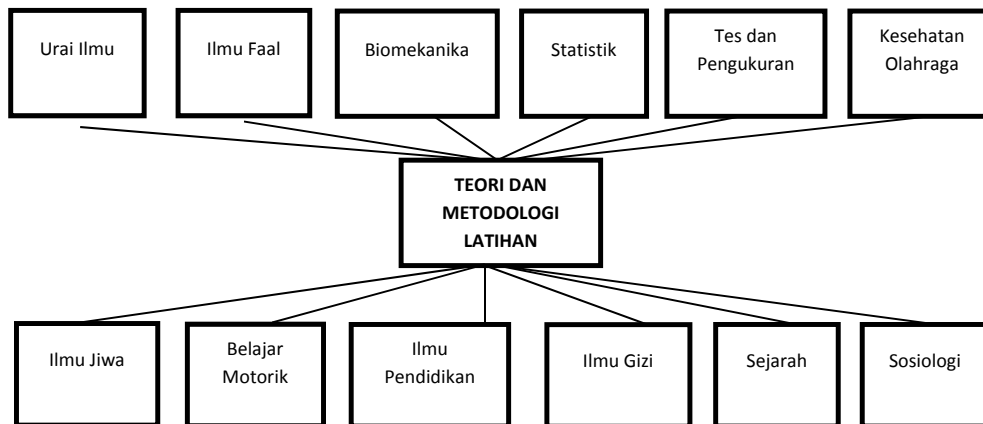 Urai Ilmu
Ilmu Faal
Biomekanika
Statistik
Tes dan
Pengukuran
Kesehatan
Olahraga
TEORI DAN
METODOLOGI
LATIHAN
Ilmu Jiwa
Belajar
Motorik
Ilmu
Pendidikan
Ilmu Gizi
Sejarah
Sosiologi